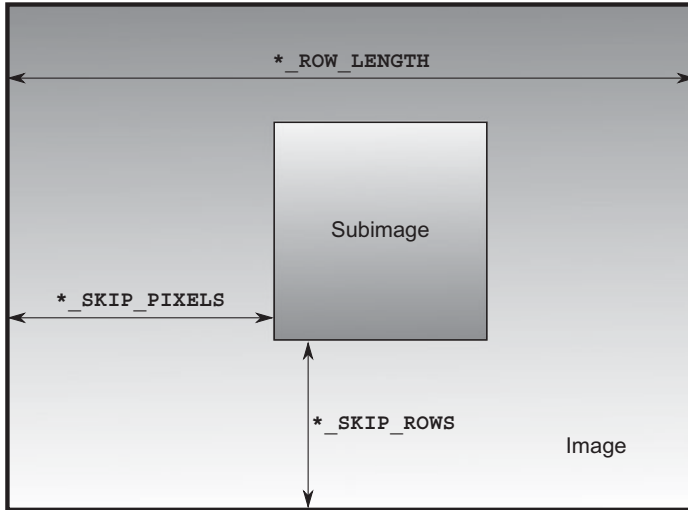 *_ROW_LENGTH
Subimage
*_SKIP_PIXELS
*_SKIP_ROWS
Image